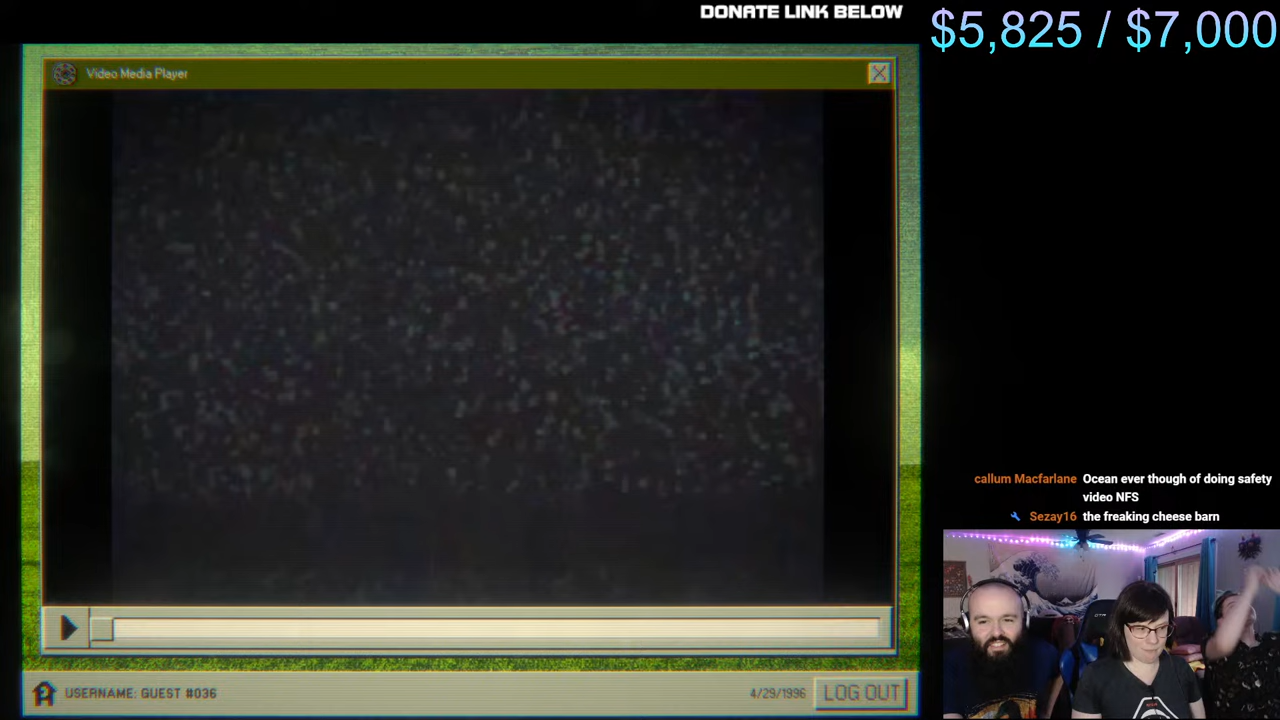 DONATE LINK BELOW
$5,825 / $7,000
Video Media Player
callum Macfarlane Ocean ever though of doing safety
video NFS
Sezay16 the freaking cheese barn
USERNAME: GUEST #036
4/29/1996
LOG OUT